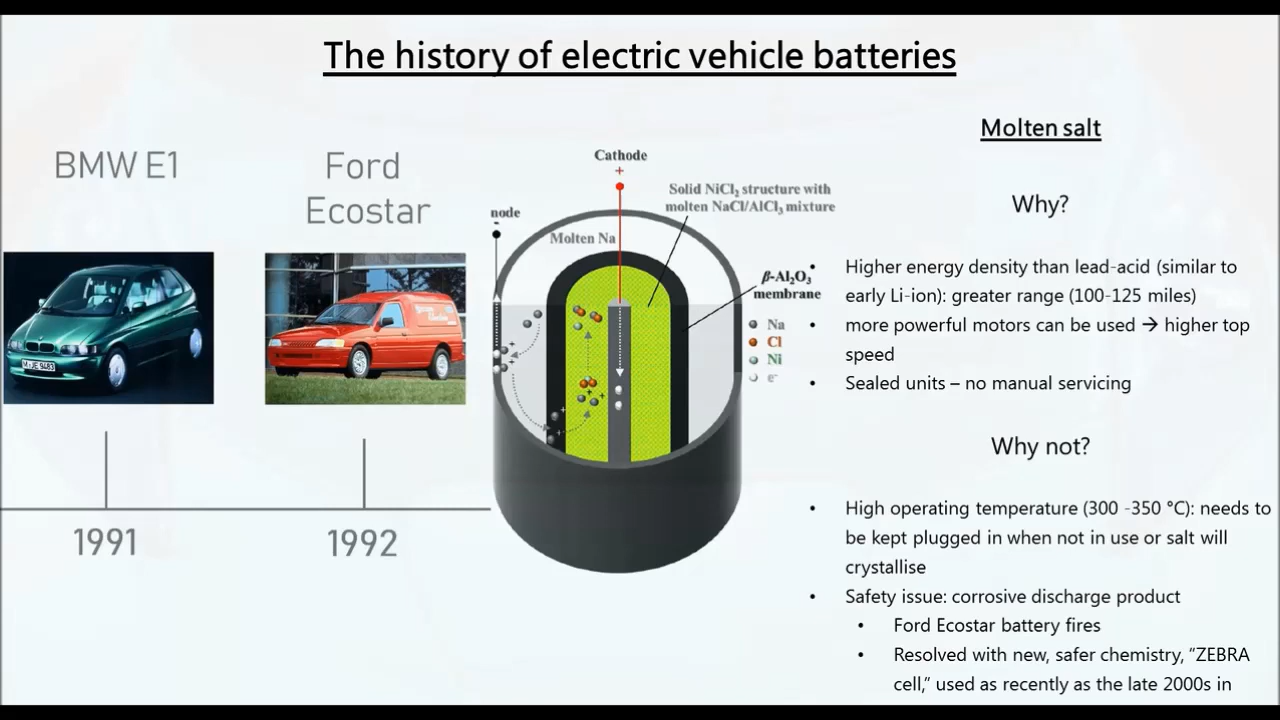 The history of electric vehicle batteries
BMW E1
Ford
Ecostar
M·JE 9483
1991
1992
Cathode
+
node
-
Molten Na
Solid NiCl₂ structure with
molten NaCl/AlCl₃ mixture
β-Al₂O₃
membrane
Na
Cl
Ni
e⁻
Molten salt
Why?
• Higher energy density than lead-acid (similar to
early Li-ion): greater range (100-125 miles)
• more powerful motors can be used → higher top
speed
• Sealed units – no manual servicing
Why not?
• High operating temperature (300 -350 °C): needs to
be kept plugged in when not in use or salt will
crystallise
• Safety issue: corrosive discharge product
• Ford Ecostar battery fires
• Resolved with new, safer chemistry, “ZEBRA
cell,” used as recently as the late 2000s in